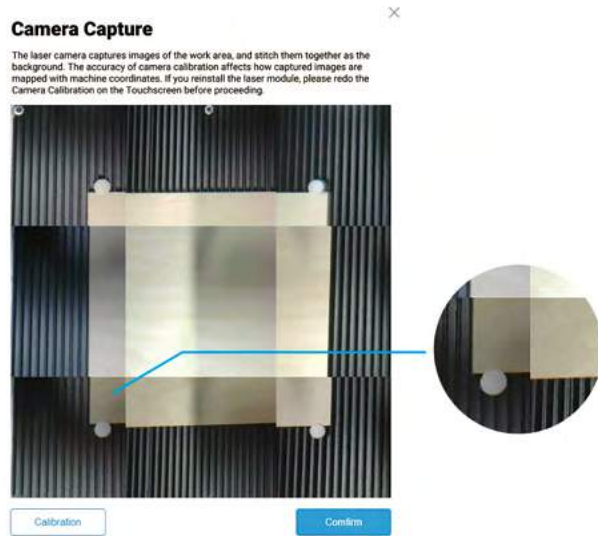 Camera Capture
The laser camera captures images of the work area, and stitch them together as the
background. The accuracy of camera calibration affects how captured images are
mapped with machine coordinates. If you reinstall the laser module, please redo the
Camera Calibration on the Touchscreen before proceeding.
Calibration
Comfirm